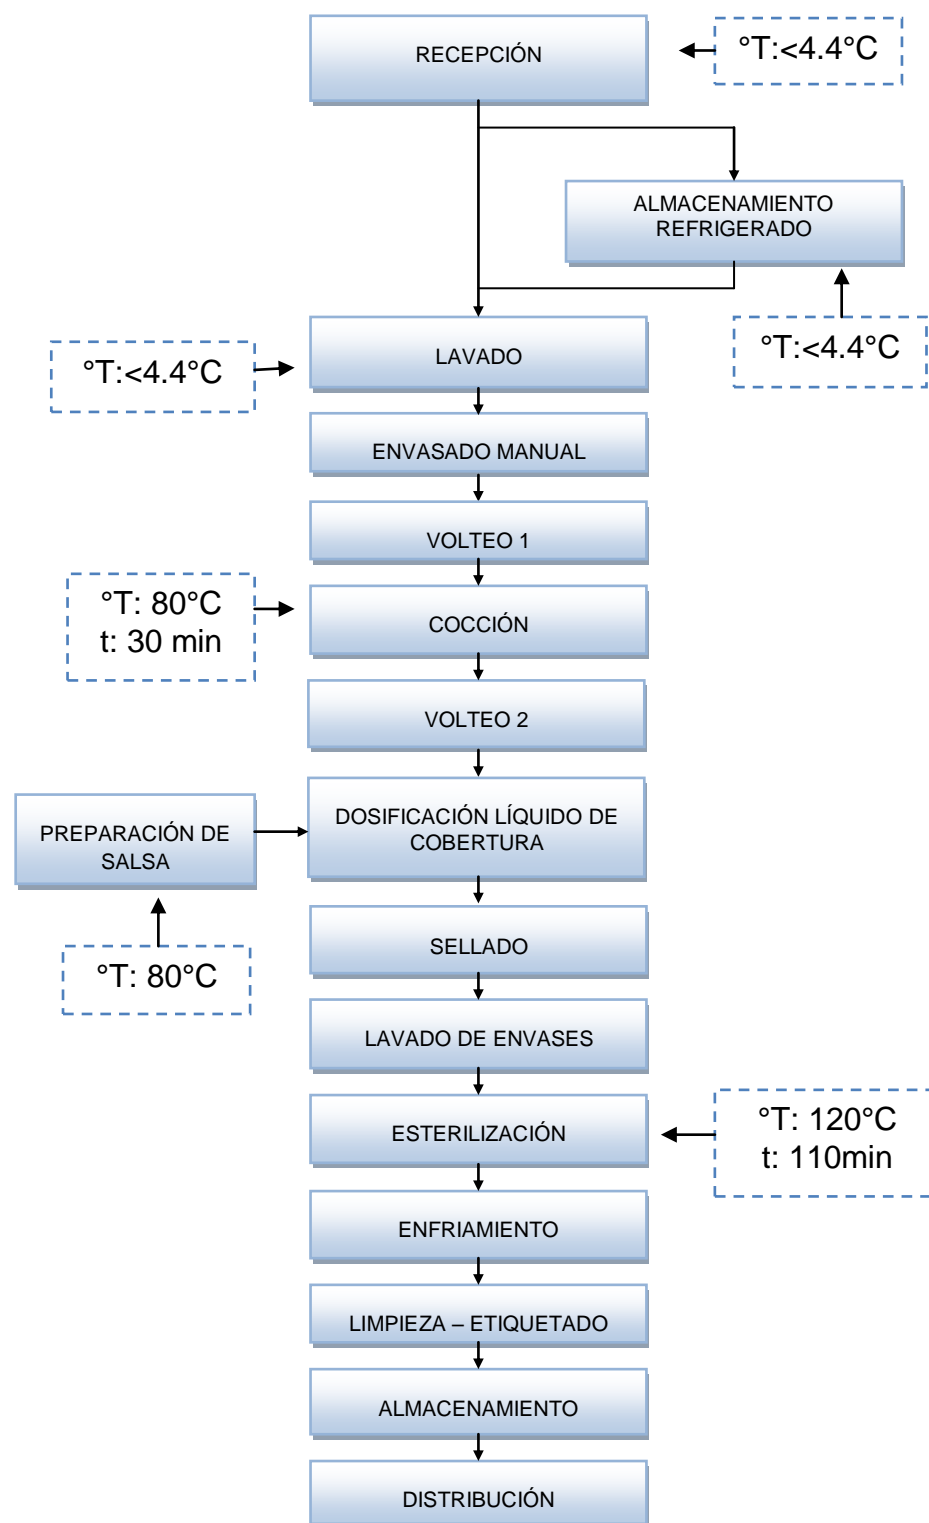 RECEPCIÓN
°T:<4.4°C
ALMACENAMIENTO
REFRIGERADO
°T:<4.4°C
LAVADO
°T:<4.4°C
ENVASADO MANUAL
VOLTEO 1
°T: 80°C
t: 30 min
COCCIÓN
VOLTEO 2
PREPARACIÓN DE
SALSA
DOSIFICACIÓN LÍQUIDO DE
COBERTURA
°T: 80°C
SELLADO
LAVADO DE ENVASES
ESTERILIZACIÓN
°T: 120°C
t: 110min
ENFRIAMIENTO
LIMPIEZA – ETIQUETADO
ALMACENAMIENTO
DISTRIBUCIÓN